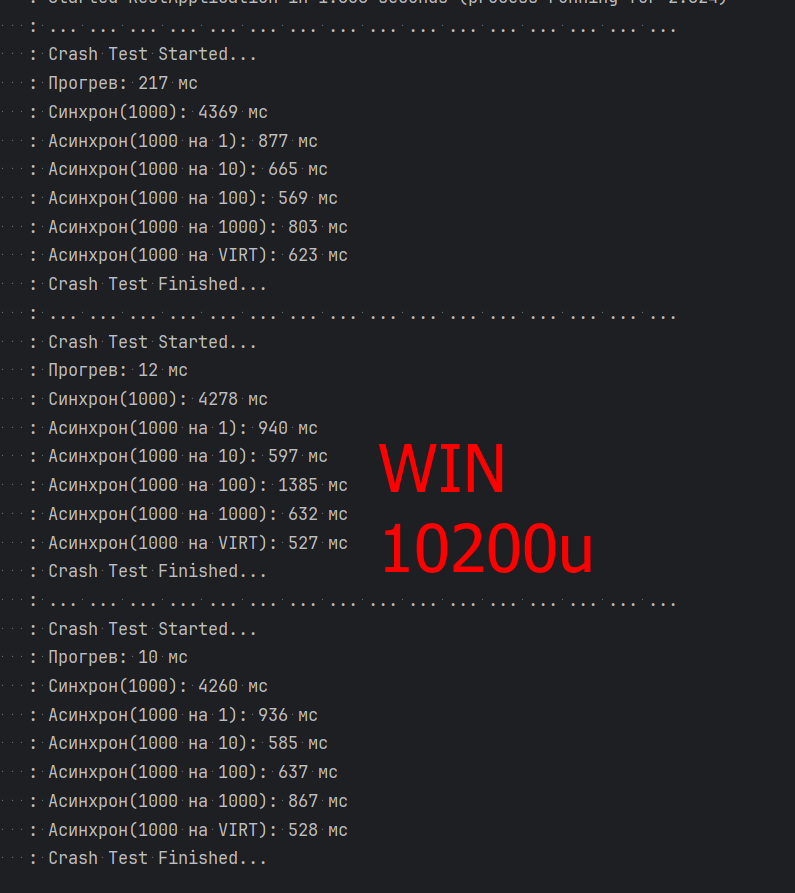 : Started RestApplication in 1.
: ... ... ... ... ... ... ... ... ... ... ... ... ... ... ... ...
: Crash Test Started...
: Прогрев: 217 мс
: Синхрон(1000): 4369 мс
: Асинхрон(1000 на 1): 877 мс
: Асинхрон(1000 на 10): 665 мс
: Асинхрон(1000 на 100): 569 мс
: Асинхрон(1000 на 1000): 803 мс
: Асинхрон(1000 на VIRT): 623 мс
: Crash Test Finished...
: ... ... ... ... ... ... ... ... ... ... ... ... ... ... ... ...
: Crash Test Started...
: Прогрев: 12 мс
: Синхрон(1000): 4278 мс
: Асинхрон(1000 на 1): 940 мс
: Асинхрон(1000 на 10): 597 мс
: Асинхрон(1000 на 100): 1385 мс
: Асинхрон(1000 на 1000): 632 мс
: Асинхрон(1000 на VIRT): 527 мс
: Crash Test Finished...
WIN
10200u
: ... ... ... ... ... ... ... ... ... ... ... ... ... ... ... ...
: Crash Test Started...
: Прогрев: 10 мс
: Синхрон(1000): 4260 мс
: Асинхрон(1000 на 1): 936 мс
: Асинхрон(1000 на 10): 585 мс
: Асинхрон(1000 на 100): 637 мс
: Асинхрон(1000 на 1000): 867 мс
: Асинхрон(1000 на VIRT): 528 мс
: Crash Test Finished...